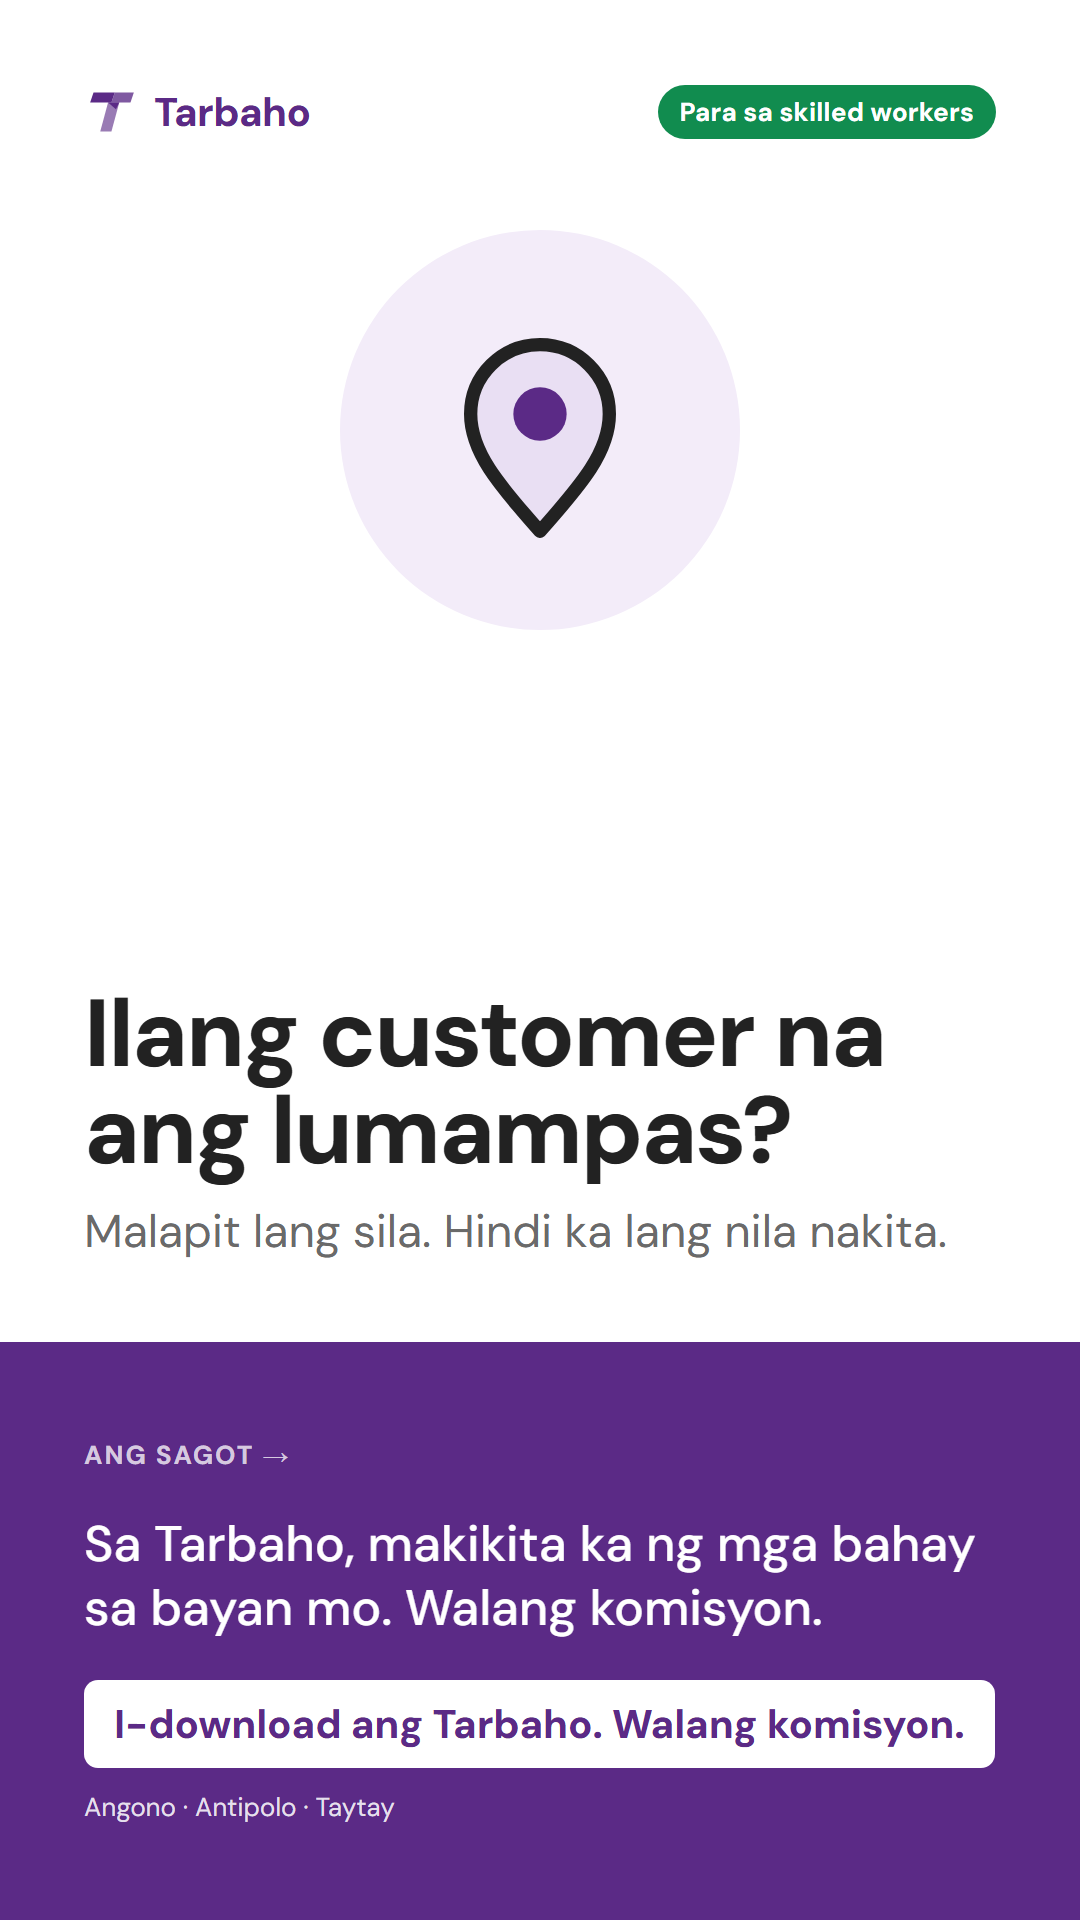 Tarbaho
Para sa skilled workers
Ilang customer na
ang lumampas?
Malapit lang sila. Hindi ka lang nila nakita.
ANG SAGOT →
Sa Tarbaho, makikita ka ng mga bahay
sa bayan mo. Walang komisyon.
I-download ang Tarbaho. Walang komisyon.
Angono · Antipolo · Taytay